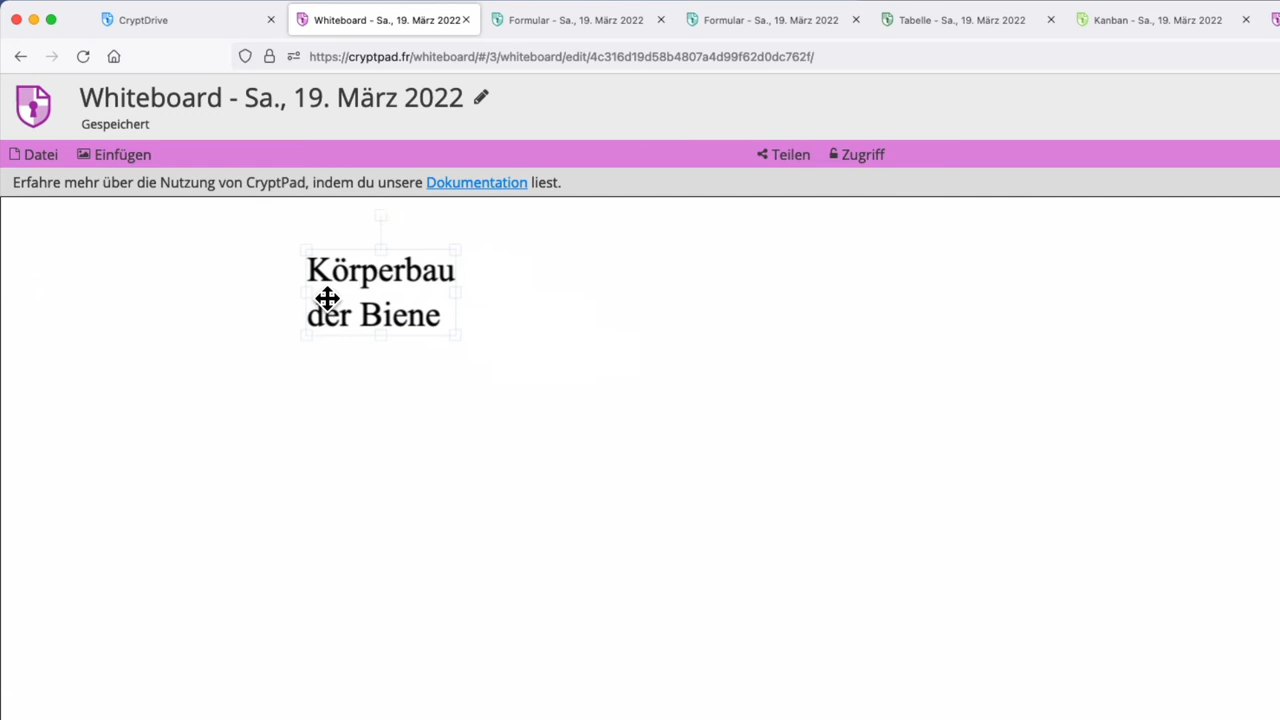 CryptDrive
Whiteboard - Sa., 19. März 2022
Formular - Sa., 19. März 2022
Formular - Sa., 19. März 2022
Tabelle - Sa., 19. März 2022
Kanban - Sa., 19. März 2022
https://cryptpad.fr/whiteboard/#/3/whiteboard/edit/4c316d19d58b4807a4d99f62d0dc762f/
Whiteboard - Sa., 19. März 2022
Gespeichert
Datei Einfügen Teilen Zugriff
Erfahre mehr über die Nutzung von CryptPad, indem du unsere Dokumentation liest.
Körperbau
der Biene